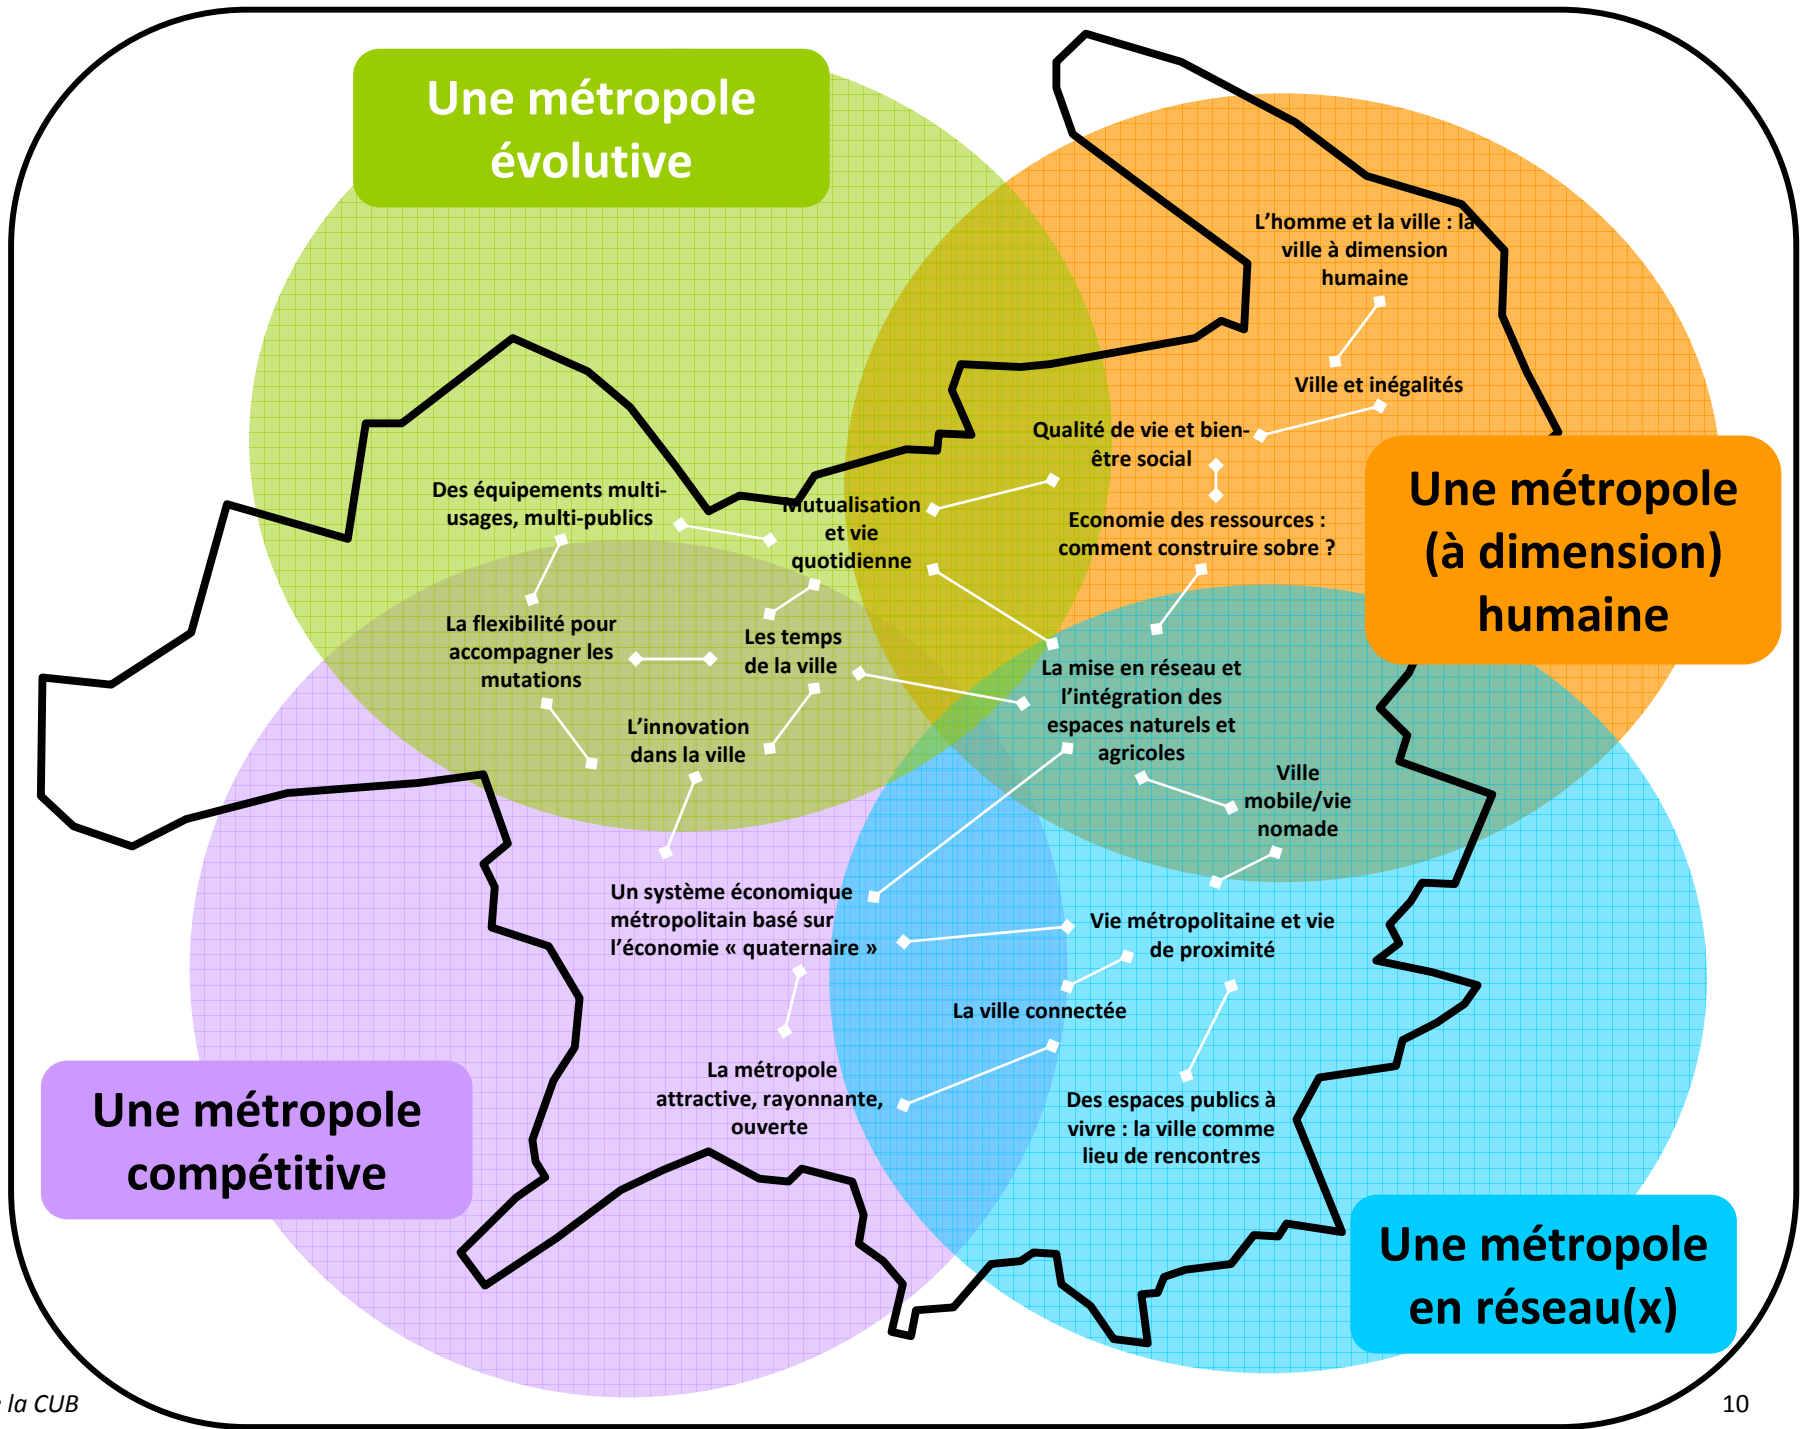 Une métropole
évolutive
L'homme et la ville : la
ville à dimension
humaine
Ville et inégalités
Qualité de vie et bien-
être social
Une métropole
(à dimension)
humaine
Des équipements multi-
usages, multi-publics
Mutualisation
et vie
quotidienne
Economie des ressources :
comment construire sobre ?
La flexibilité pour
accompagner les
mutations
Les temps
de la ville
La mise en réseau et
l'intégration des
espaces naturels et
agricoles
L'innovation
dans la ville
Ville
mobile/vie
nomade
Un système économique
métropolitain basé sur
l'économie « quaternaire »
Vie métropolitaine et vie
de proximité
La ville connectée
La métropole
attractive, rayonnante,
ouverte
Des espaces publics à
vivre : la ville comme
lieu de rencontres
Une métropole
compétitive
Une métropole
en réseau(x)
la CUB
10